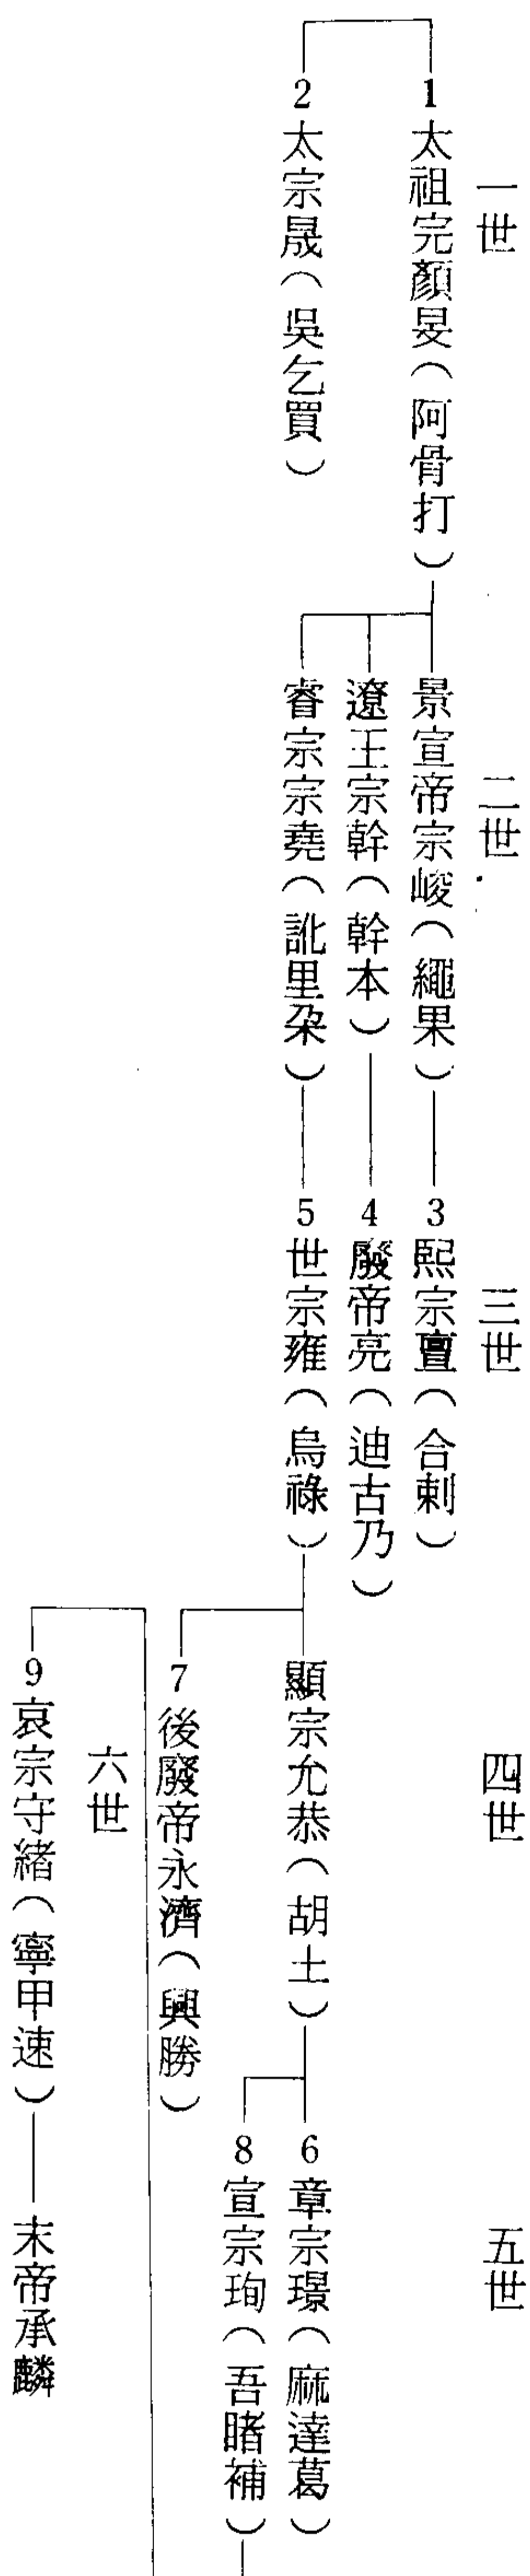 一世
二世
三世
四世
五世
1 太祖完顏旻(阿骨打)
景宣帝宗峻(繩果)
3 熙宗亶(合剌)
遼王宗幹(幹本)
4 廢帝亮(迪古乃)
2 太宗晟(吳乞買)
睿宗宗堯(訛里朶)
5 世宗雍(烏祿)
顯宗允恭(胡土)
6 章宗璟(麻達葛)
8 宣宗珣(吾睹補)
7 後廢帝永濟(興勝)
六世
9 哀宗守緒(寧甲速)
末帝承麟